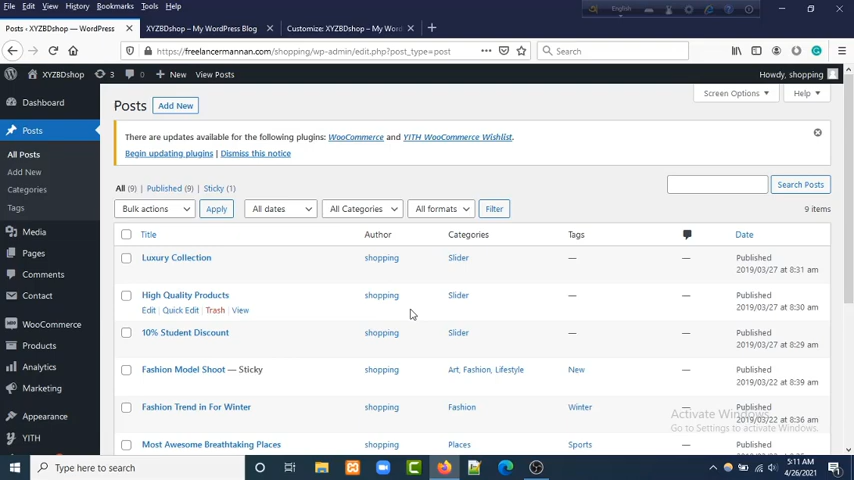 File Edit View History Bookmarks Tools Help
English
Posts ‹ XYZBDshop — WordPress
XYZBDshop – My WordPress Blog
Customize: XYZBDshop – My Word
https://freelancermannan.com/shopping/wp-admin/edit.php?post_type=post
Search
XYZBDshop 3 0 New View Posts
Howdy, shopping
Dashboard
Posts
All Posts
Add New
Categories
Tags
Media
Pages
Comments
Contact
WooCommerce
Products
Analytics
Marketing
Appearance
YITH
Screen Options
Help
Posts Add New
There are updates available for the following plugins: WooCommerce and YITH WooCommerce Wishlist.
Begin updating plugins | Dismiss this notice
All (9) | Published (9) | Sticky (1)
Search Posts
Bulk actions Apply All dates All Categories All formats Filter
9 items
Title Author Categories Tags Date
Luxury Collection shopping Slider — — Published
2019/03/27 at 8:31 am
High Quality Products shopping Slider — — Published
Edit | Quick Edit | Trash | View 2019/03/27 at 8:30 am
10% Student Discount shopping Slider — — Published
2019/03/27 at 8:29 am
Fashion Model Shoot — Sticky shopping Art, Fashion, Lifestyle New — Published
2019/03/22 at 8:39 am
Fashion Trend in For Winter shopping Fashion Winter — Published
2019/03/22 at 8:36 am
Most Awesome Breathtaking Places shopping Places Sports — Published
Activate Windows
Go to Settings to activate Windows.
Type here to search
5:11 AM
4/26/2021
1